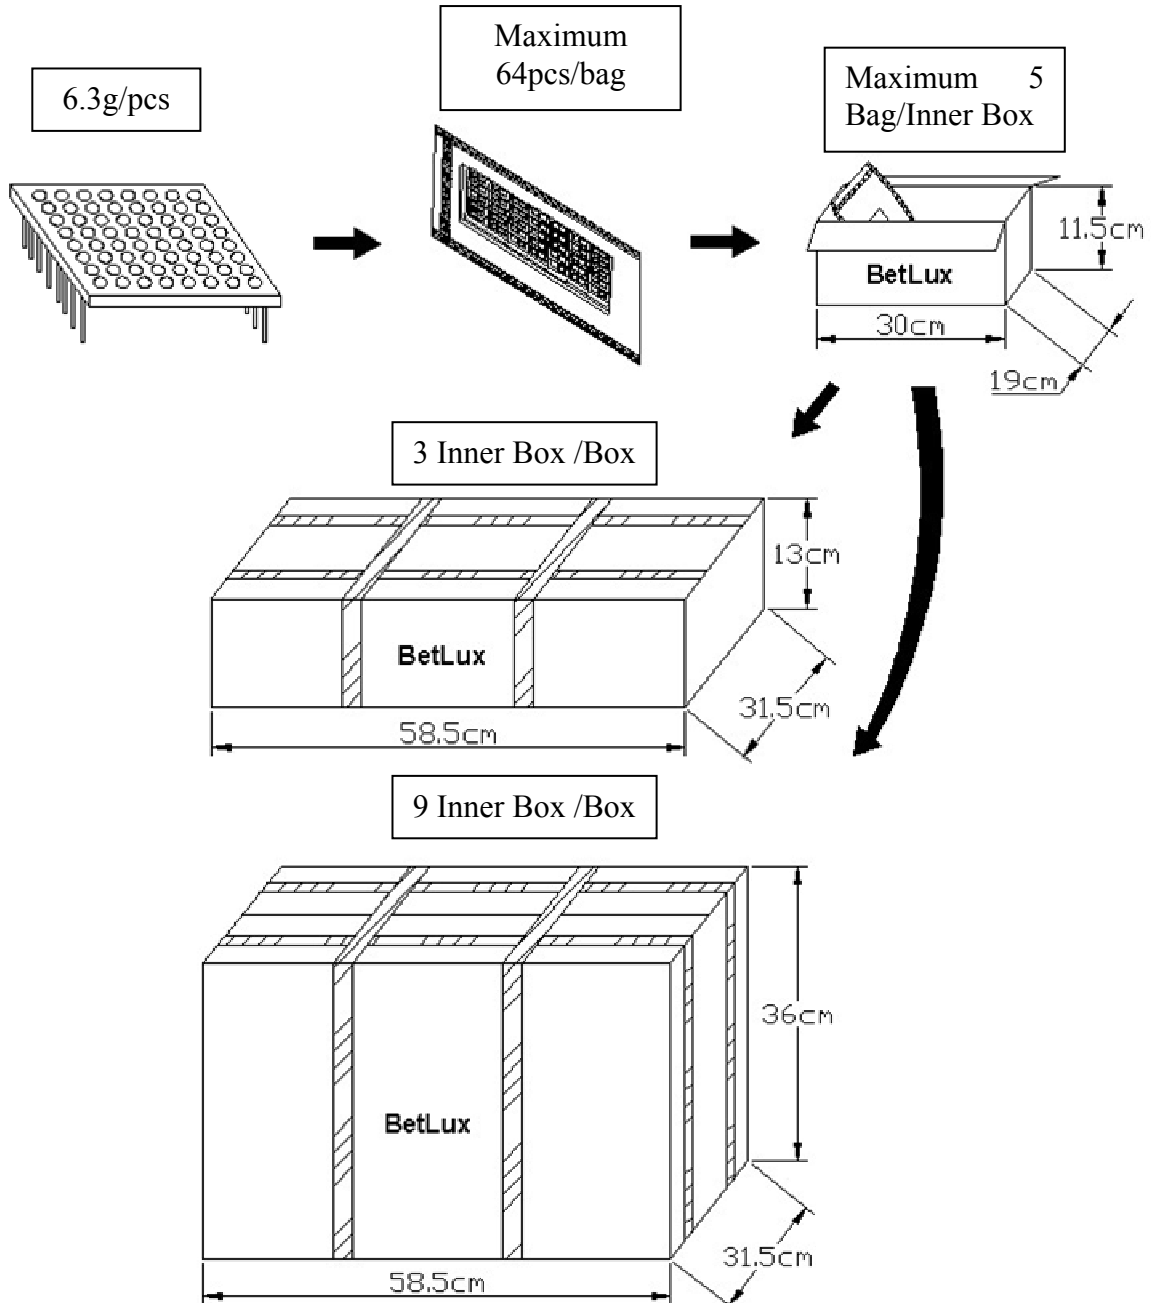 6.3g/pcs
Maximum
64pcs/bag
Maximum 5
Bag/Inner Box
11.5cm
BetLux
30cm
19cm
3 Inner Box /Box
13cm
BetLux
31.5cm
58.5cm
9 Inner Box /Box
36cm
BetLux
31.5cm
58.5cm